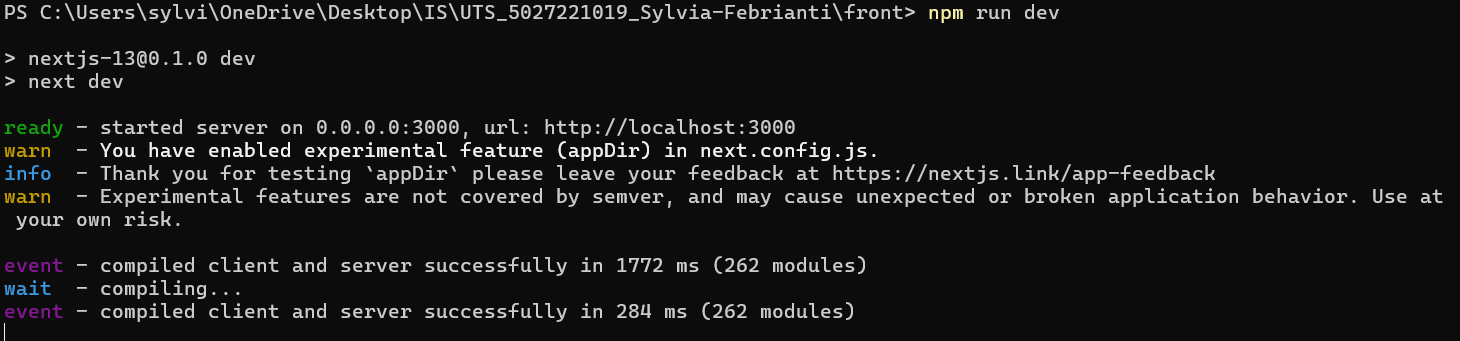 PS C:\Users\sylvi\OneDrive\Desktop\IS\UTS_5027221019_Sylvia-Febrianti\front> npm run dev
> nextjs-13@0.1.0 dev
> next dev
ready - started server on 0.0.0.0:3000, url: http://localhost:3000
warn  - You have enabled experimental feature (appDir) in next.config.js.
info  - Thank you for testing `appDir` please leave your feedback at https://nextjs.link/app-feedback
warn  - Experimental features are not covered by semver, and may cause unexpected or broken application behavior. Use at
 your own risk.
event - compiled client and server successfully in 1772 ms (262 modules)
wait  - compiling...
event - compiled client and server successfully in 284 ms (262 modules)